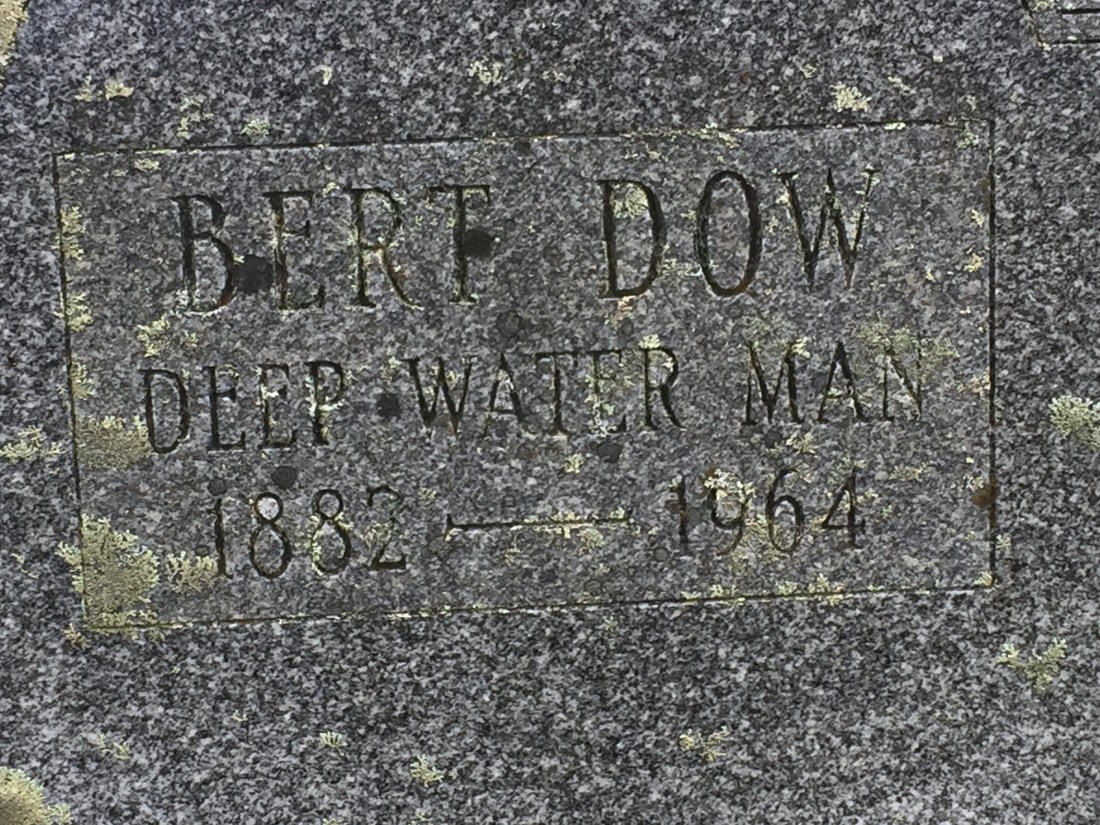 BERT DOW
DEEP WATER MAN
1882 — 1964